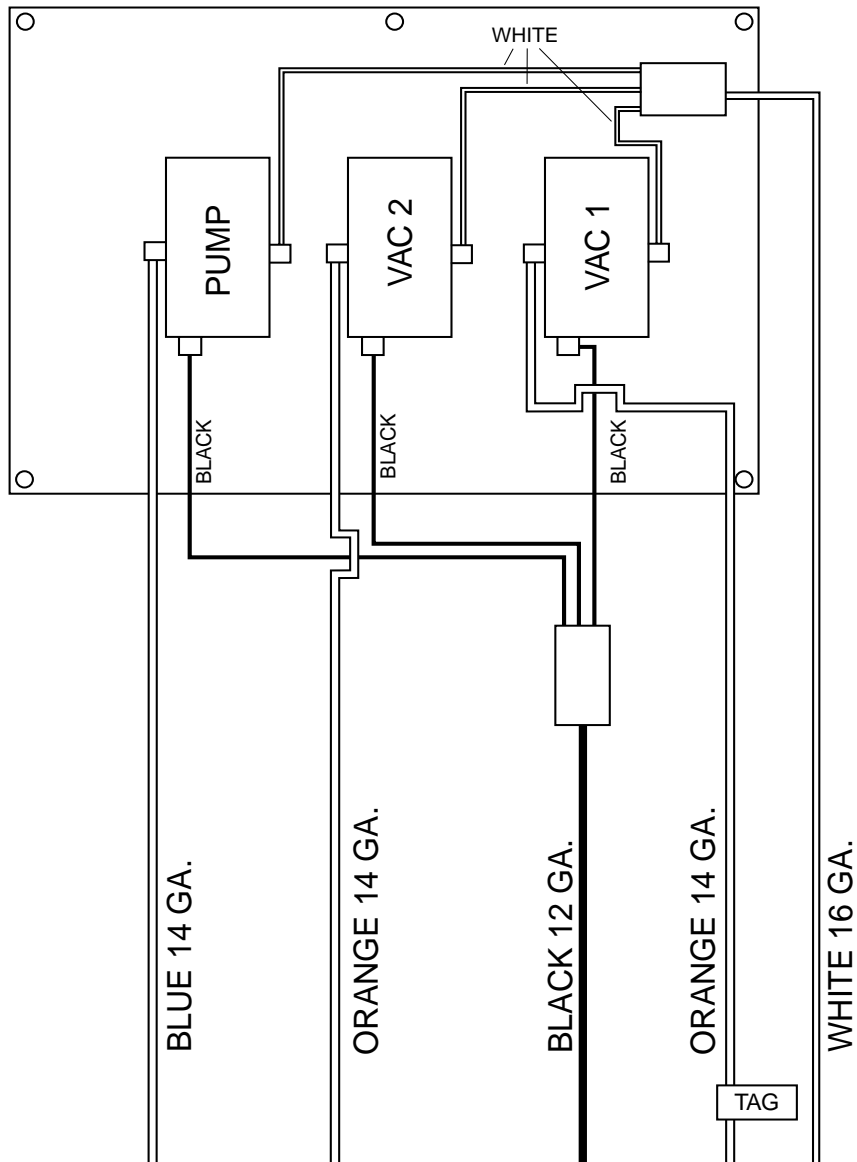 WHITE
PUMP
VAC 2
VAC 1
BLACK
BLACK
BLACK
BLUE 14 GA.
ORANGE 14 GA.
BLACK 12 GA.
ORANGE 14 GA.
WHITE 16 GA.
TAG